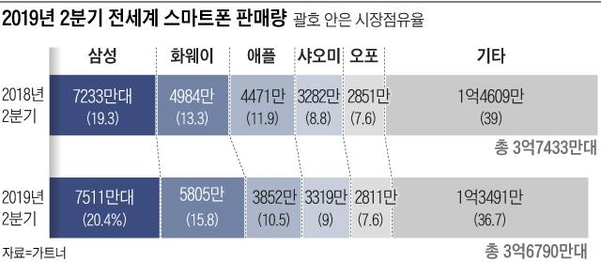 2019년 2분기 전세계 스마트폰 판매량 괄호 안은 시장점유율
삼성 화웨이 애플 샤오미 오포 기타
2018년 2분기
7233만대 4984만 4471만 3282만 2851만 1억4609만
(19.3) (13.3) (11.9) (8.8) (7.6) (39)
총 3억7433만대
2019년 2분기
7511만대 5805만 3852만 3319만 2811만 1억3491만
(20.4%) (15.8) (10.5) (9) (7.6) (36.7)
자료=가트너
총 3억6790만대